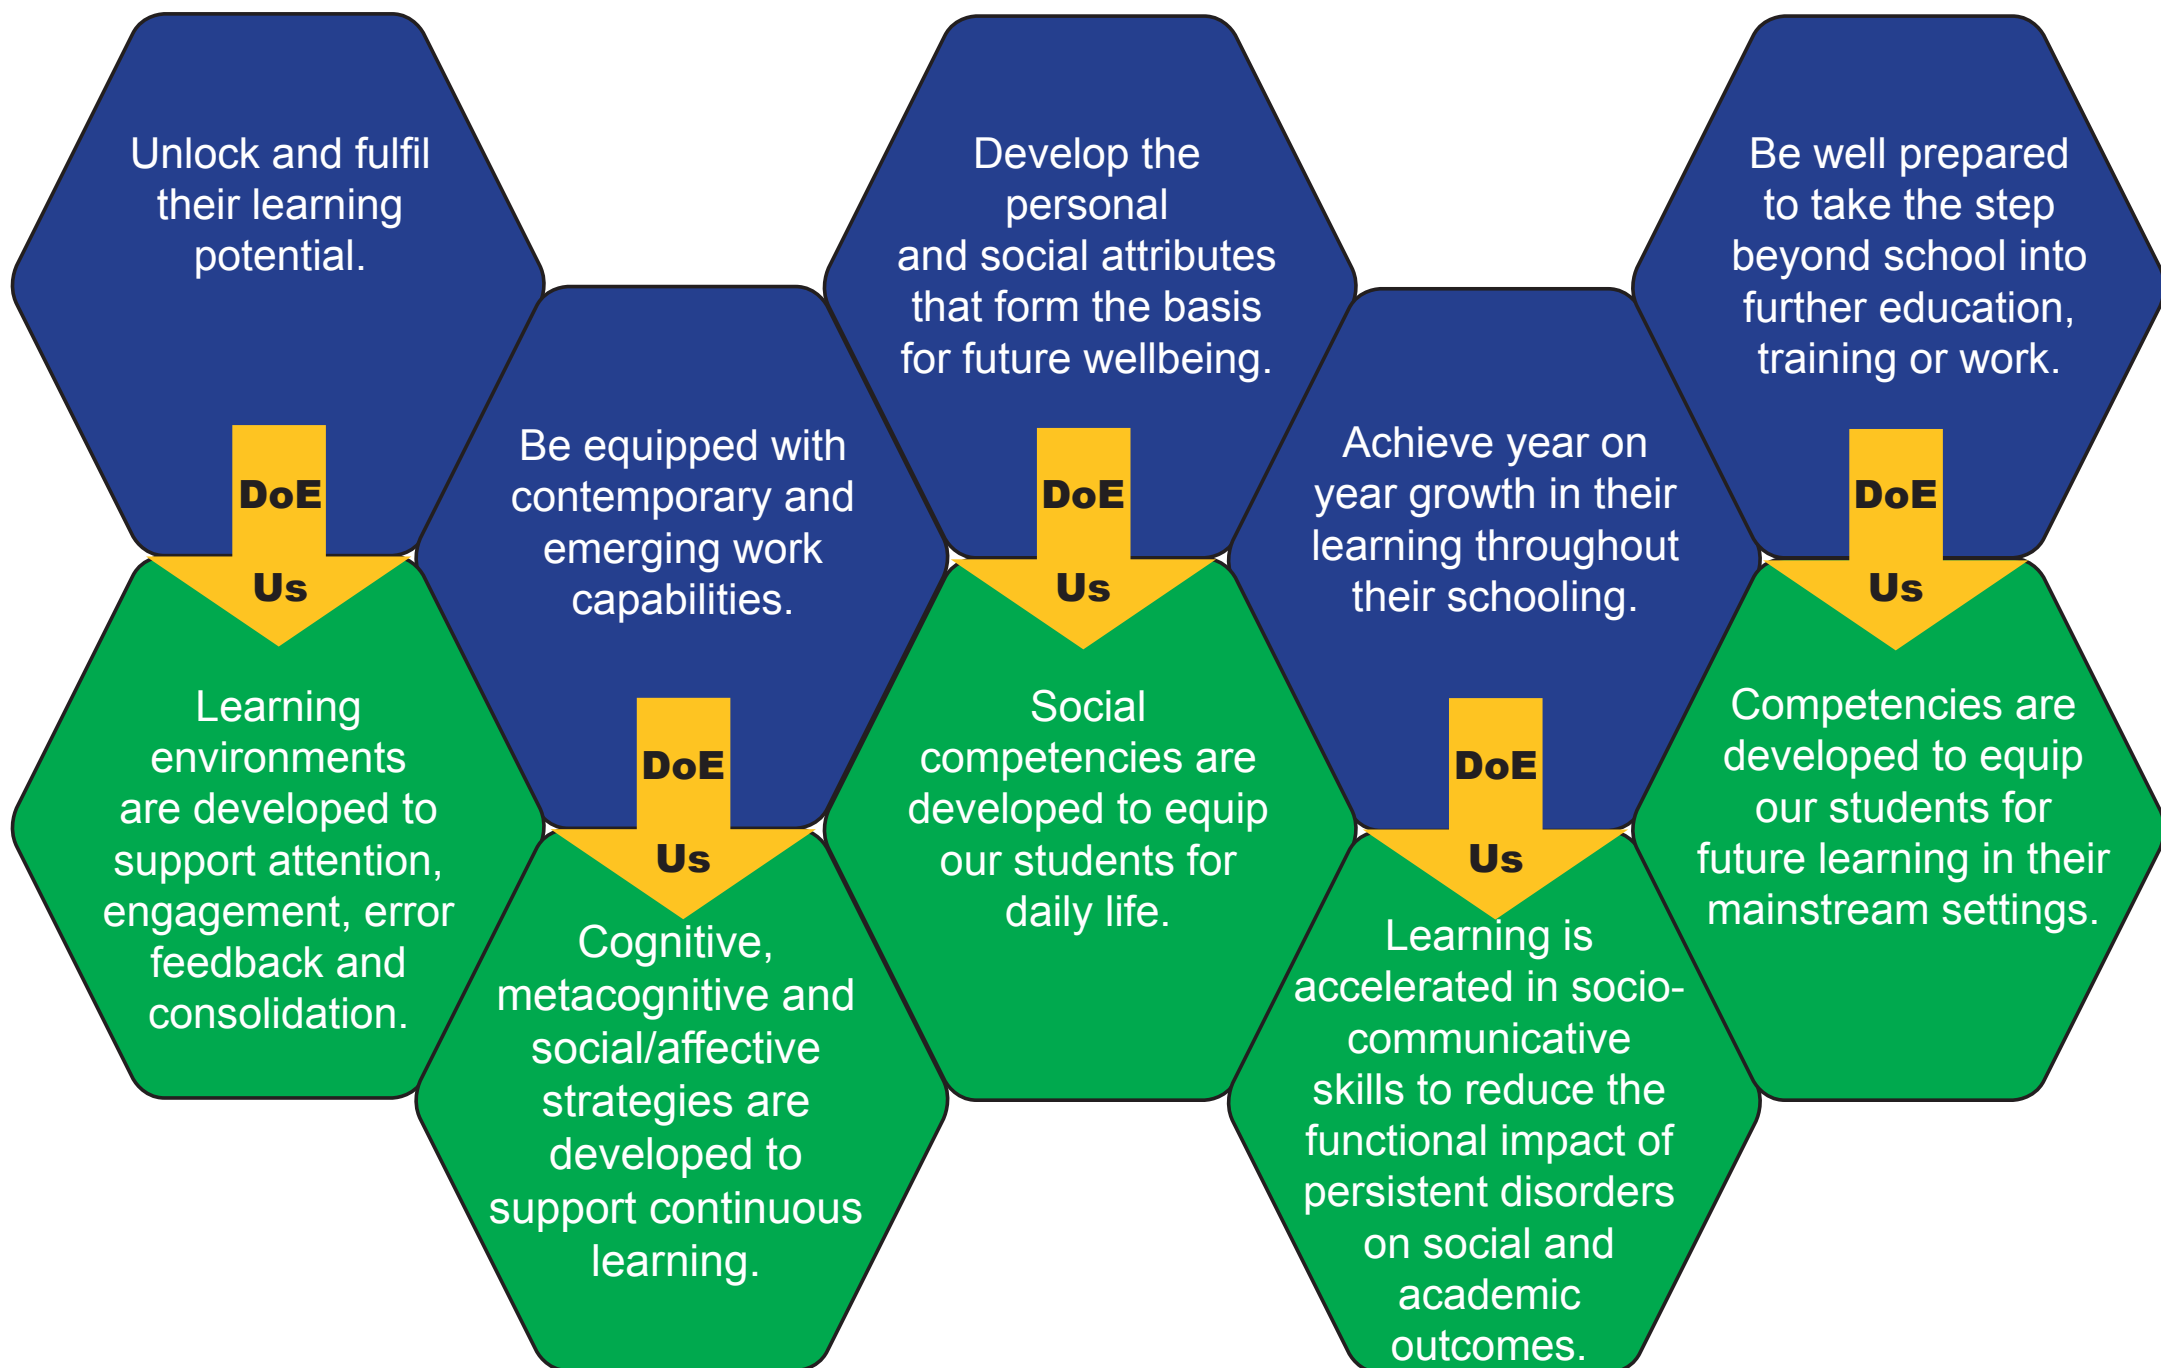 Unlock and fulfil
their learning
potential.
DoE
Us
Learning
environments
are developed to
support attention,
engagement, error
feedback and
consolidation.
Be equipped with
contemporary and
emerging work
capabilities.
DoE
Us
Cognitive,
metacognitive and
social/affective
strategies are
developed to
support continuous
learning.
Develop the
personal
and social attributes
that form the basis
for future wellbeing.
DoE
Us
Social
competencies are
developed to equip
our students for
daily life.
Achieve year on
year growth in their
learning throughout
their schooling.
DoE
Us
Learning is
accelerated in socio-
communicative
skills to reduce the
functional impact of
persistent disorders
on social and
academic
outcomes.
Be well prepared
to take the step
beyond school into
further education,
training or work.
DoE
Us
Competencies are
developed to equip
our students for
future learning in their
mainstream settings.